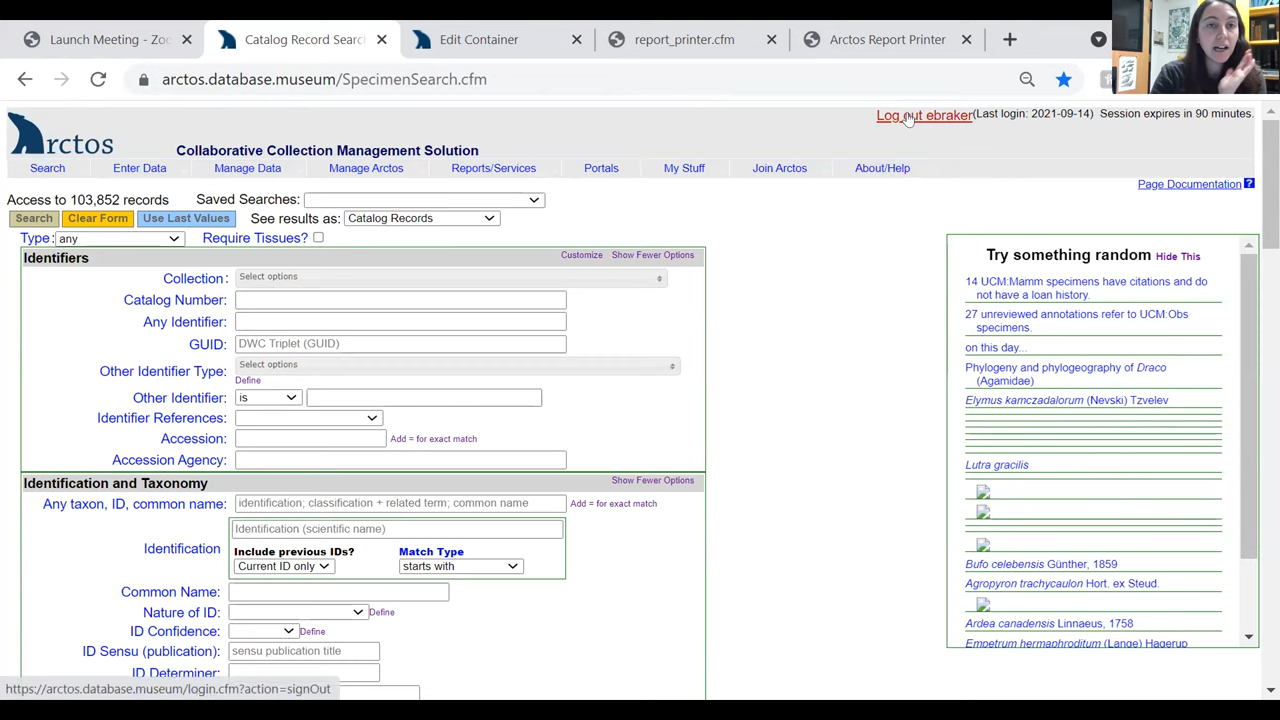 Launch Meeting - Zoo
Catalog Record Searc
Edit Container
report_printer.cfm
Arctos Report Printer
arctos.database.museum/SpecimenSearch.cfm
Log out ebraker(Last login: 2021-09-14) Session expires in 90 minutes.
Arctos
Collaborative Collection Management Solution
Search Enter Data Manage Data Manage Arctos Reports/Services Portals My Stuff Join Arctos About/Help
Page Documentation ?
Access to 103,852 records Saved Searches:
Search Clear Form Use Last Values See results as: Catalog Records
Type: any Require Tissues?
Identifiers Customize Show Fewer Options
Collection: Select options
Catalog Number:
Any Identifier:
GUID: DWC Triplet (GUID)
Other Identifier Type: Select options
Define
Other Identifier: is
Identifier References:
Accession: Add = for exact match
Accession Agency:
Identification and Taxonomy Show Fewer Options
Any taxon, ID, common name: identification; classification + related term; common name Add = for exact match
Identification (scientific name)
Identification Include previous IDs? Match Type
Current ID only starts with
Common Name:
Nature of ID: Define
ID Confidence: Define
ID Sensu (publication): sensu publication title
ID Determiner:
Try something random Hide This
14 UCM:Mamm specimens have citations and do
not have a loan history.
27 unreviewed annotations refer to UCM:Obs
specimens.
on this day...
Phylogeny and phylogeography of Draco
(Agamidae)
Elymus kamczadalorum (Nevski) Tzvelev
Lutra gracilis
Bufo celebensis Günther, 1859
Agropyron trachycaulon Hort. ex Steud.
Ardea canadensis Linnaeus, 1758
Empetrum hermaphroditum (Lange) Hagerup
https://arctos.database.museum/login.cfm?action=signOut